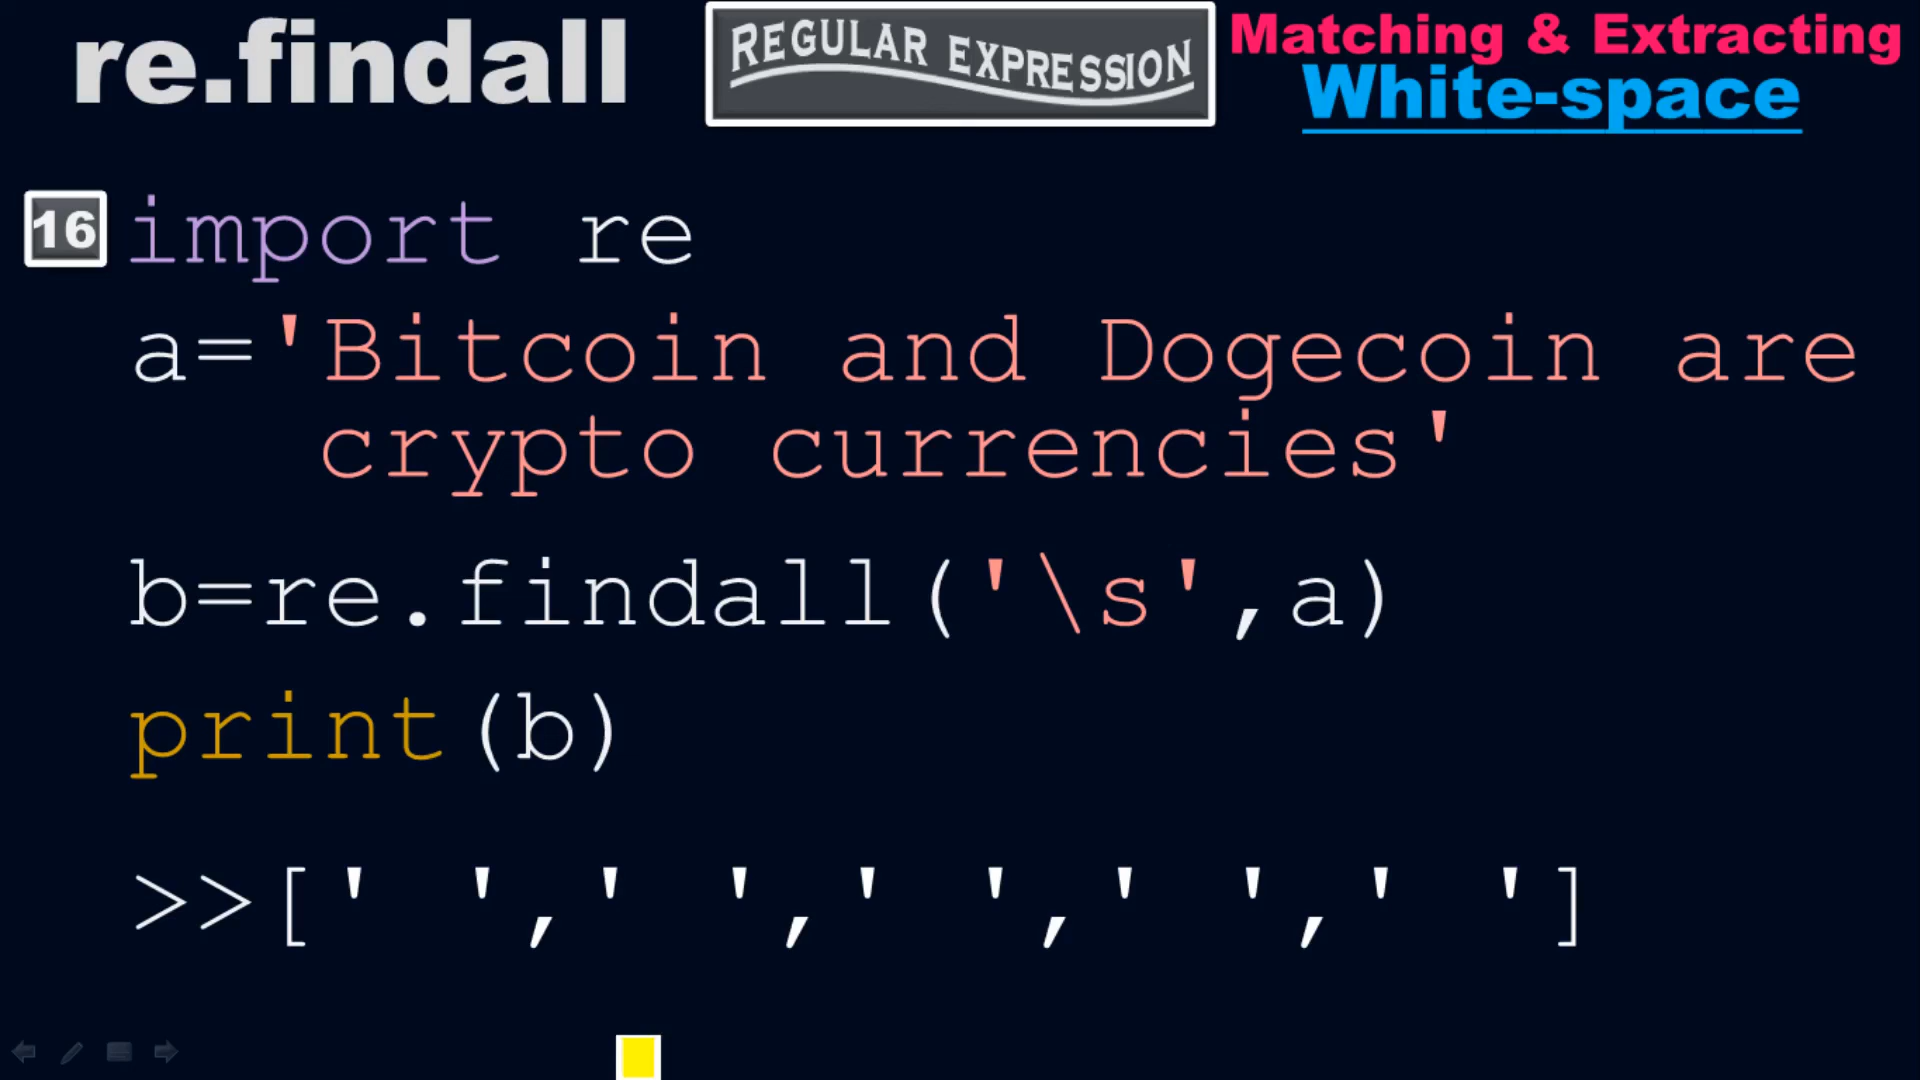 re.findall
REGULAR EXPRESSION
Matching & Extracting
White-space
16
import re
a='Bitcoin and Dogecoin are
crypto currencies'
b=re.findall('\s',a)
print(b)
>>[' ',' ',' ',' ',' ']